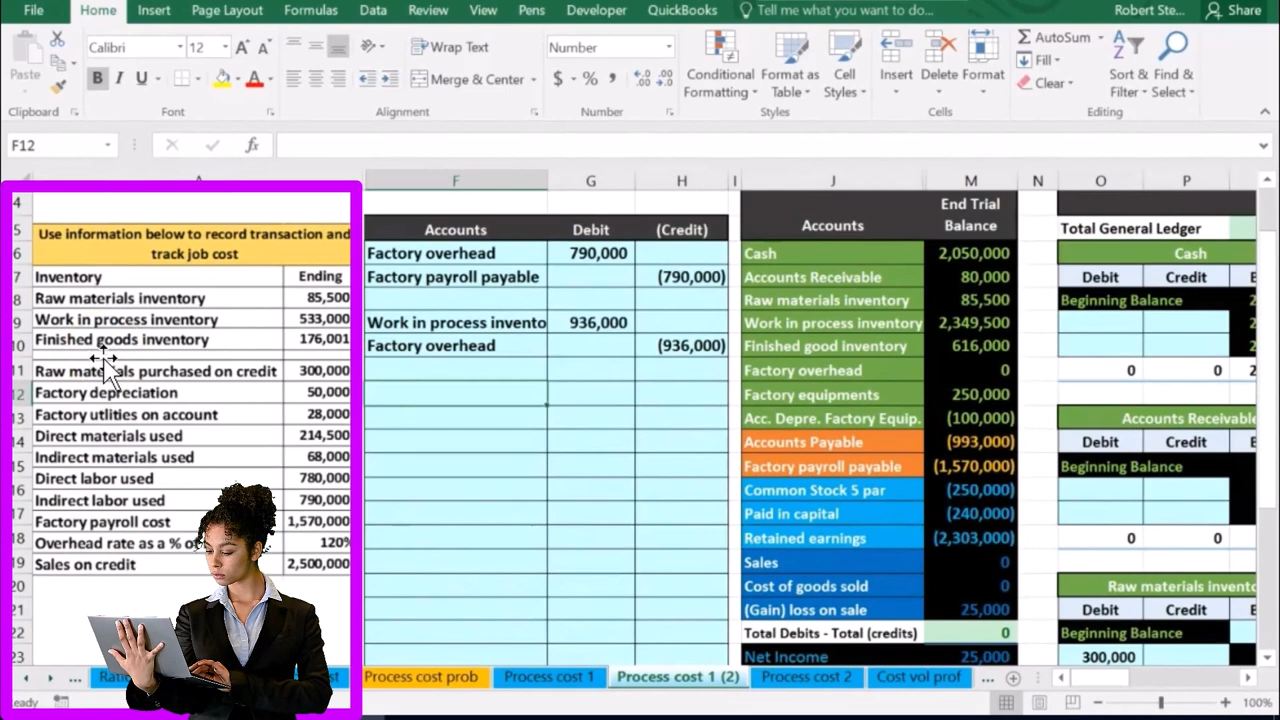 File Home Insert Page Layout Formulas Data Review View Pens Developer QuickBooks Tell me what you want to do... Robert Ste... Share
Paste Calibri 12 Wrap Text Number AutoSum
B I U Merge & Center $ % Conditional Formatting Format as Table Cell Styles Insert Delete Format Fill Clear Sort & Filter Find & Select
Clipboard Font Alignment Number Styles Cells Editing
F12 fx
F G H I J M N O P
4
5 Use information below to record transaction and
track job cost
Accounts Debit (Credit)
Accounts End Trial Balance
Total General Ledger
6 Factory overhead 790,000 Cash 2,050,000 Cash
7 Inventory Ending Factory payroll payable (790,000) Accounts Receivable 80,000 Debit Credit
8 Raw materials inventory 85,500 Raw materials inventory 85,500 Beginning Balance
9 Work in process inventory 533,000 Work in process invento 936,000 Work in process inventory 2,349,500
10 Finished goods inventory 176,001 Factory overhead (936,000) Finished good inventory 616,000
11 Raw materials purchased on credit 300,000 Factory overhead 0 0 0
12 Factory depreciation 50,000 Factory equipments 250,000
13 Factory utlities on account 28,000 Acc. Depre. Factory Equip. (100,000) Accounts Receivable
14 Direct materials used 214,500 Accounts Payable (993,000) Debit Credit
15 Indirect materials used 68,000 Factory payroll payable (1,570,000) Beginning Balance
16 Direct labor used 780,000 Common Stock 5 par (250,000)
17 Indirect labor used 790,000 Paid in capital (240,000)
18 Factory payroll cost 1,570,000 Retained earnings (2,303,000) 0 0
19 Overhead rate as a % 120% Sales 0
Sales on credit 2,500,000
20 Cost of goods sold 0 Raw materials invento
21 (Gain) loss on sale 25,000 Debit Credit
22 Total Debits - Total (credits) 0 Beginning Balance
23 Net Income 25,000 300,000
... Process cost prob Process cost 1 Process cost 1 (2) Process cost 2 Cost vol prof ...
eady 100%